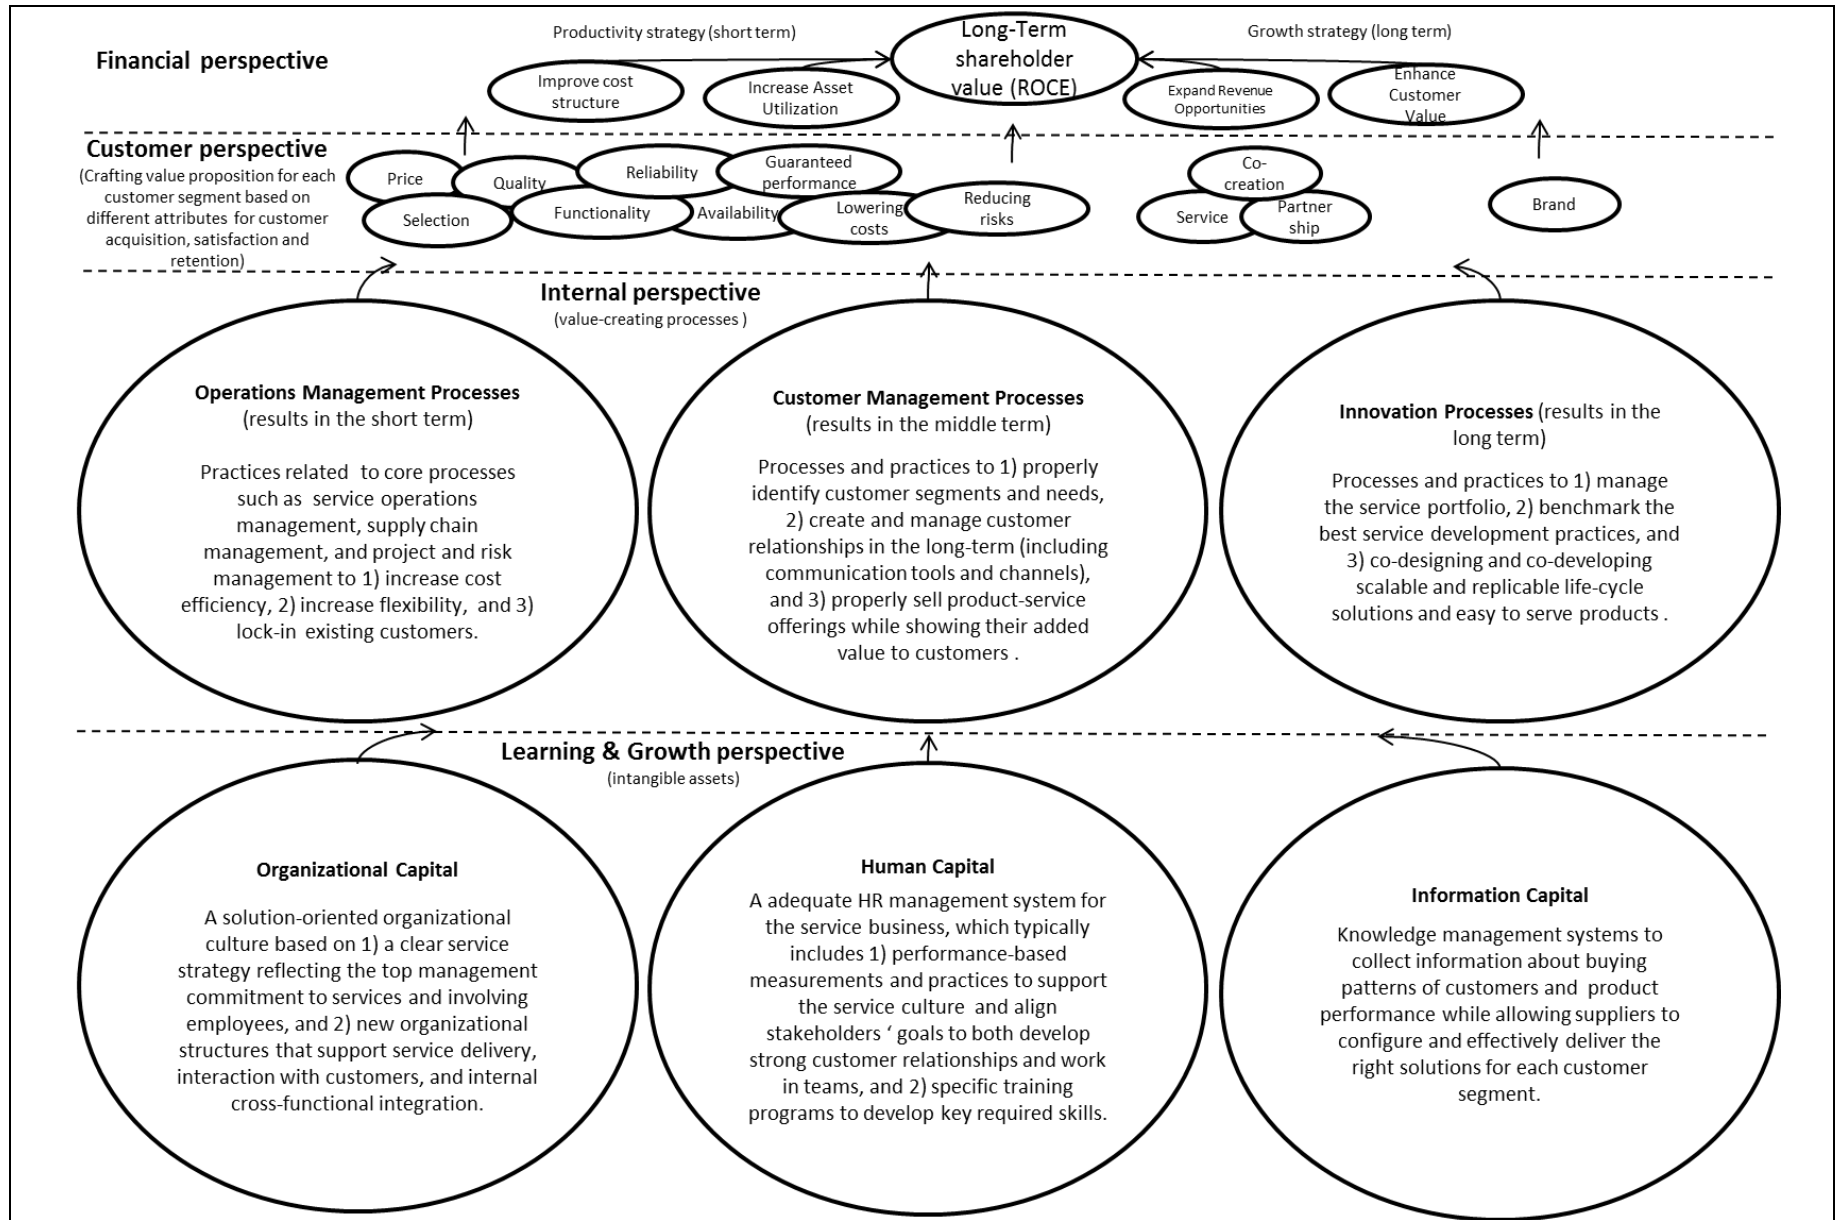 Financial perspective
Productivity strategy (short term)
Improve cost
structure
Increase Asset
Utilization
Long-Term
shareholder
value (ROCE)
Growth strategy (long term)
Expand Revenue
Opportunities
Enhance
Customer
Value
Customer perspective
(Crafting value proposition for each
customer segment based on
different attributes for customer
acquisition, satisfaction and
retention)
Price
Selection
Quality
Functionality
Reliability
Availability
Guaranteed
performance
Lowering
costs
Reducing
risks
Co-
creation
Service
Partner
ship
Brand
Internal perspective
(value-creating processes )
Operations Management Processes
(results in the short term)
Practices related to core processes
such as service operations
management, supply chain
management, and project and risk
management to 1) increase cost
efficiency, 2) increase flexibility, and 3)
lock-in existing customers.
Customer Management Processes
(results in the middle term)
Processes and practices to 1) properly
identify customer segments and needs,
2) create and manage customer
relationships in the long-term (including
communication tools and channels),
and 3) properly sell product-service
offerings while showing their added
value to customers .
Innovation Processes (results in the
long term)
Processes and practices to 1) manage
the service portfolio, 2) benchmark the
best service development practices, and
3) co-designing and co-developing
scalable and replicable life-cycle
solutions and easy to serve products .
Learning & Growth perspective
(intangible assets)
Organizational Capital
A solution-oriented organizational
culture based on 1) a clear service
strategy reflecting the top management
commitment to services and involving
employees, and 2) new organizational
structures that support service delivery,
interaction with customers, and internal
cross-functional integration.
Human Capital
A adequate HR management system for
the service business, which typically
includes 1) performance-based
measurements and practices to support
the service culture and align
stakeholders ‘ goals to both develop
strong customer relationships and work
in teams, and 2) specific training
programs to develop key required skills.
Information Capital
Knowledge management systems to
collect information about buying
patterns of customers and product
performance while allowing suppliers to
configure and effectively deliver the
right solutions for each customer
segment.